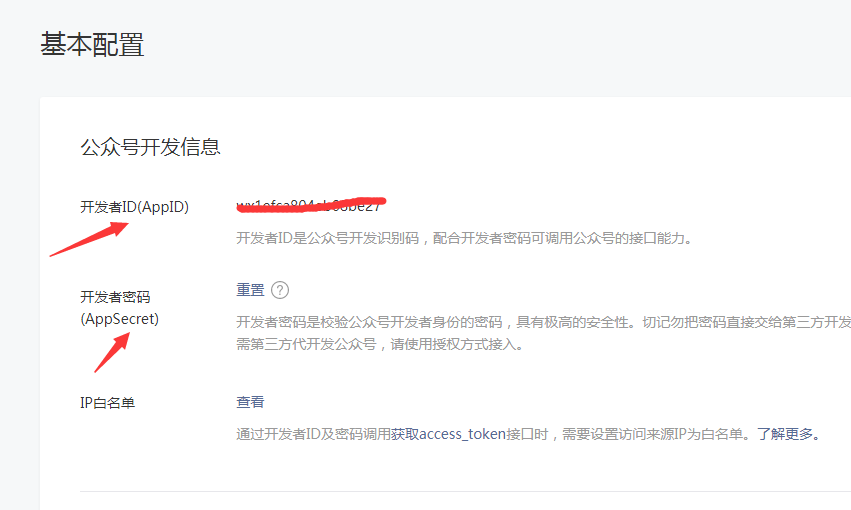 基本配置
公众号开发信息
开发者ID(AppID)
开发者ID是公众号开发识别码，配合开发者密码可调用公众号的接口能力。
开发者密码
(AppSecret)
重置 ?
开发者密码是校验公众号开发者身份的密码，具有极高的安全性。切记勿把密码直接交给第三方开发
需第三方代开发公众号，请使用授权方式接入。
IP白名单
查看
通过开发者ID及密码调用获取access_token接口时，需要设置访问来源IP为白名单。了解更多。